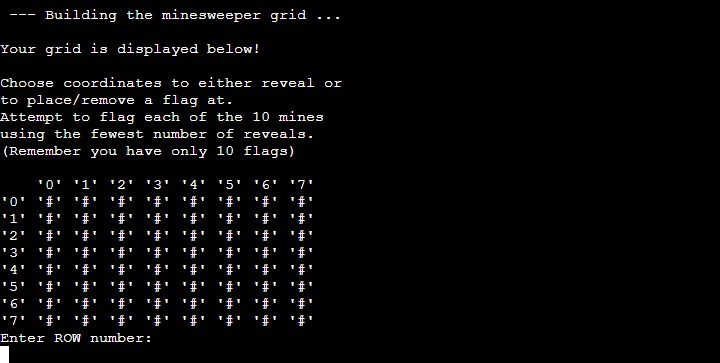 --- Building the minesweeper grid ...
Your grid is displayed below!
Choose coordinates to either reveal or
to place/remove a flag at.
Attempt to flag each of the 10 mines
using the fewest number of reveals.
(Remember you have only 10 flags)
'0' '1' '2' '3' '4' '5' '6' '7'
'0' '#' '#' '#' '#' '#' '#' '#' '#'
'1' '#' '#' '#' '#' '#' '#' '#' '#'
'2' '#' '#' '#' '#' '#' '#' '#' '#'
'3' '#' '#' '#' '#' '#' '#' '#' '#'
'4' '#' '#' '#' '#' '#' '#' '#' '#'
'5' '#' '#' '#' '#' '#' '#' '#' '#'
'6' '#' '#' '#' '#' '#' '#' '#' '#'
'7' '#' '#' '#' '#' '#' '#' '#' '#'
Enter ROW number: